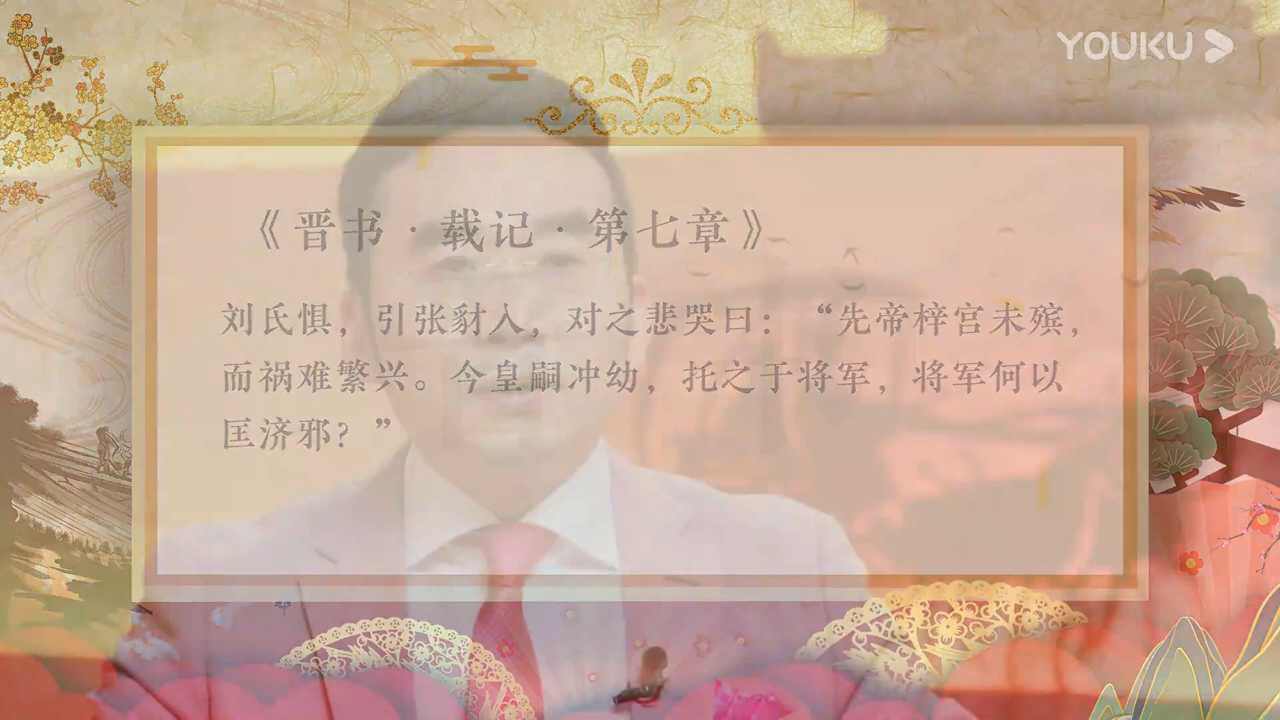 YOUKU
《晋书·载记·第七章》
刘氏惧，引张豺入，对之悲哭曰：“先帝梓宫未殡，
而祸难繁兴。今皇嗣冲幼，托之于将军，将军何以
匡济邪？”